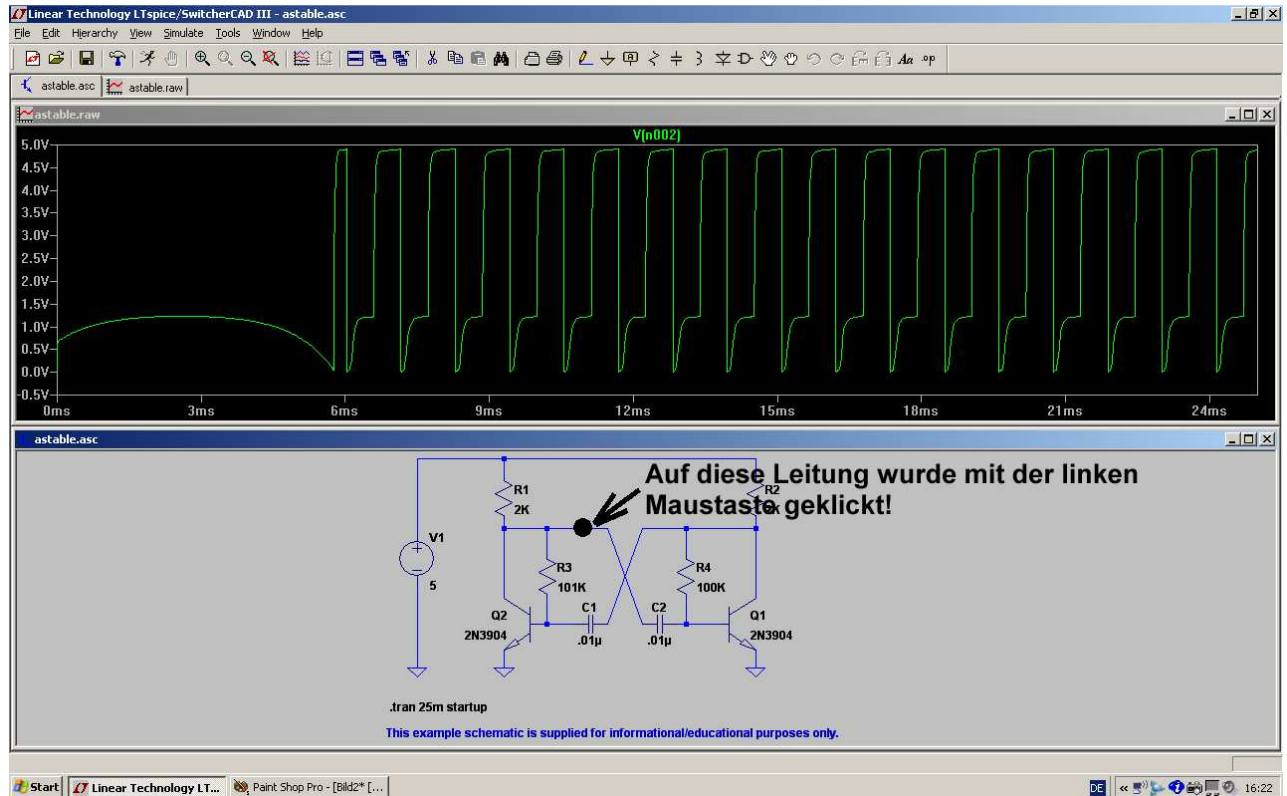 Linear Technology LTspice/SwitcherCAD III - astable.asc
File Edit Hierarchy View Simulate Tools Window Help
Aa .op
astable.asc astable.raw
astable.raw
V(n002)
5.0V
4.5V
4.0V
3.5V
3.0V
2.5V
2.0V
1.5V
1.0V
0.5V
0.0V
-0.5V
0ms 3ms 6ms 9ms 12ms 15ms 18ms 21ms 24ms
astable.asc
Auf diese Leitung wurde mit der linken
Maustaste geklickt!
R1
2K
R2
V1
5
R3
101K
R4
100K
C1
.01µ
C2
.01µ
Q2
2N3904
Q1
2N3904
.tran 25m startup
This example schematic is supplied for informational/educational purposes only.
Start Linear Technology LT... Paint Shop Pro - [Bild2* [... DE 16:22